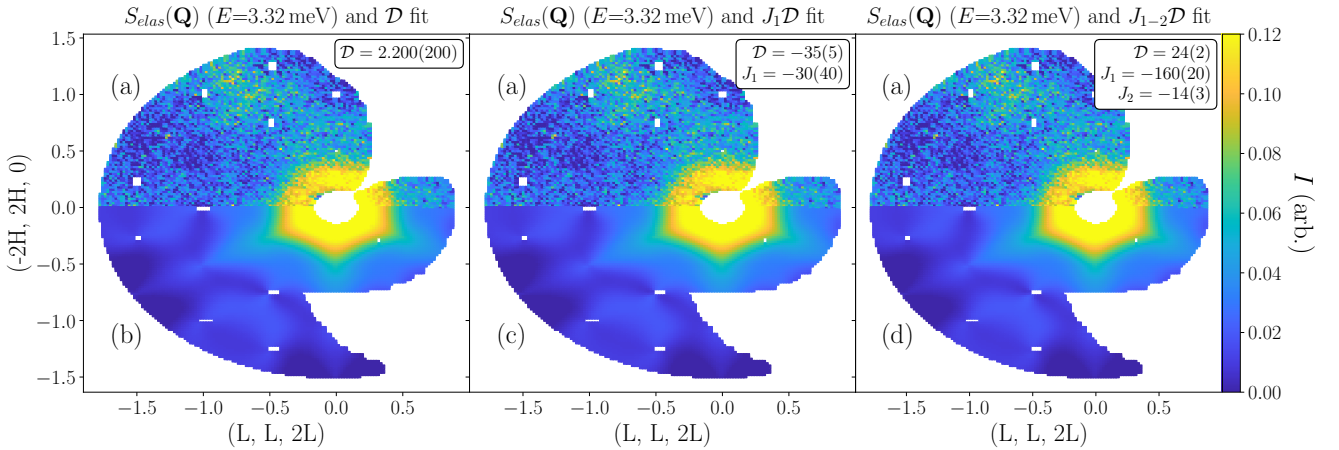 S_elas(Q) (E=3.32 meV) and 𝒟 fit
S_elas(Q) (E=3.32 meV) and J₁𝒟 fit
S_elas(Q) (E=3.32 meV) and J₁₋₂𝒟 fit
𝒟 = 2.200(200)
𝒟 = −35(5)
J₁ = −30(40)
𝒟 = 24(2)
J₁ = −160(20)
J₂ = −14(3)
(a)
(a)
(a)
(b)
(c)
(d)
1.5
1.0
0.5
0.0
−0.5
−1.0
−1.5
(-2H, 2H, 0)
−1.5 −1.0 −0.5 0.0 0.5
−1.5 −1.0 −0.5 0.0 0.5
−1.5 −1.0 −0.5 0.0 0.5
(L, L, 2L)
(L, L, 2L)
(L, L, 2L)
0.12
0.10
0.08
0.06
0.04
0.02
0.00
I (arb.)